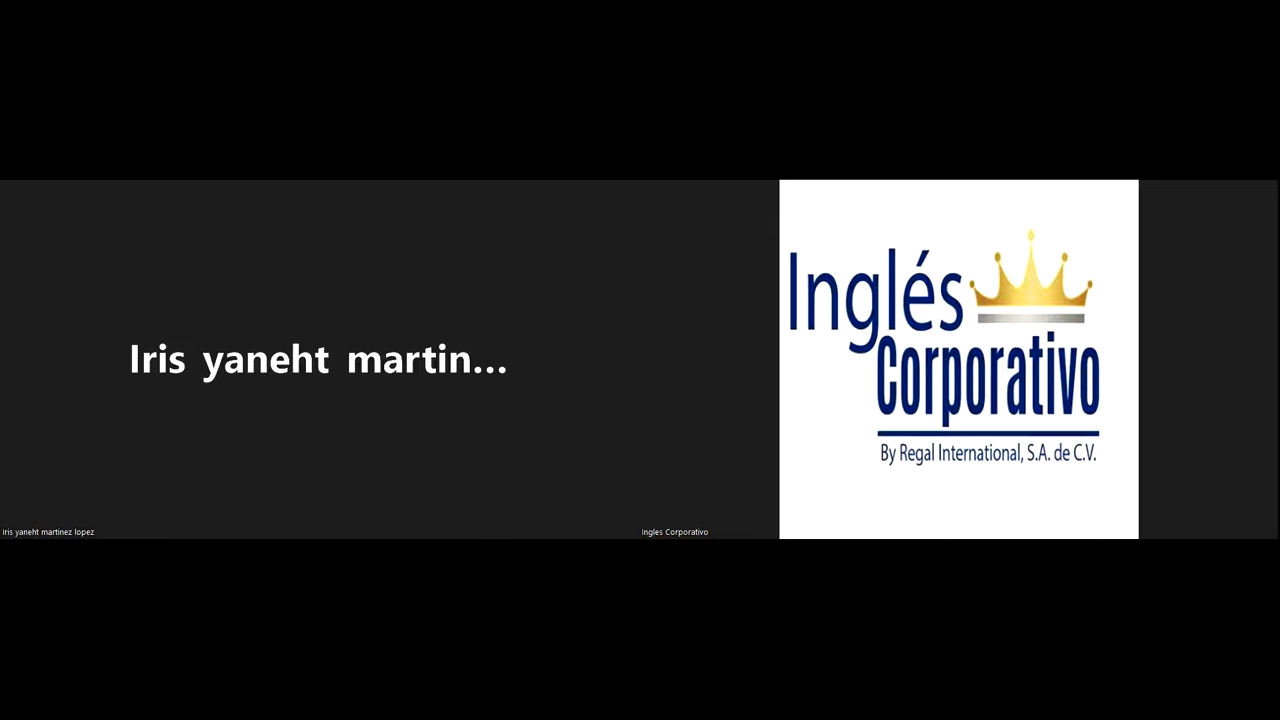 Iris yaneht martin...
Iris yaneht martinez lopez
Inglés
Corporativo
By Regal International, S.A. de C.V.
Ingles Corporativo